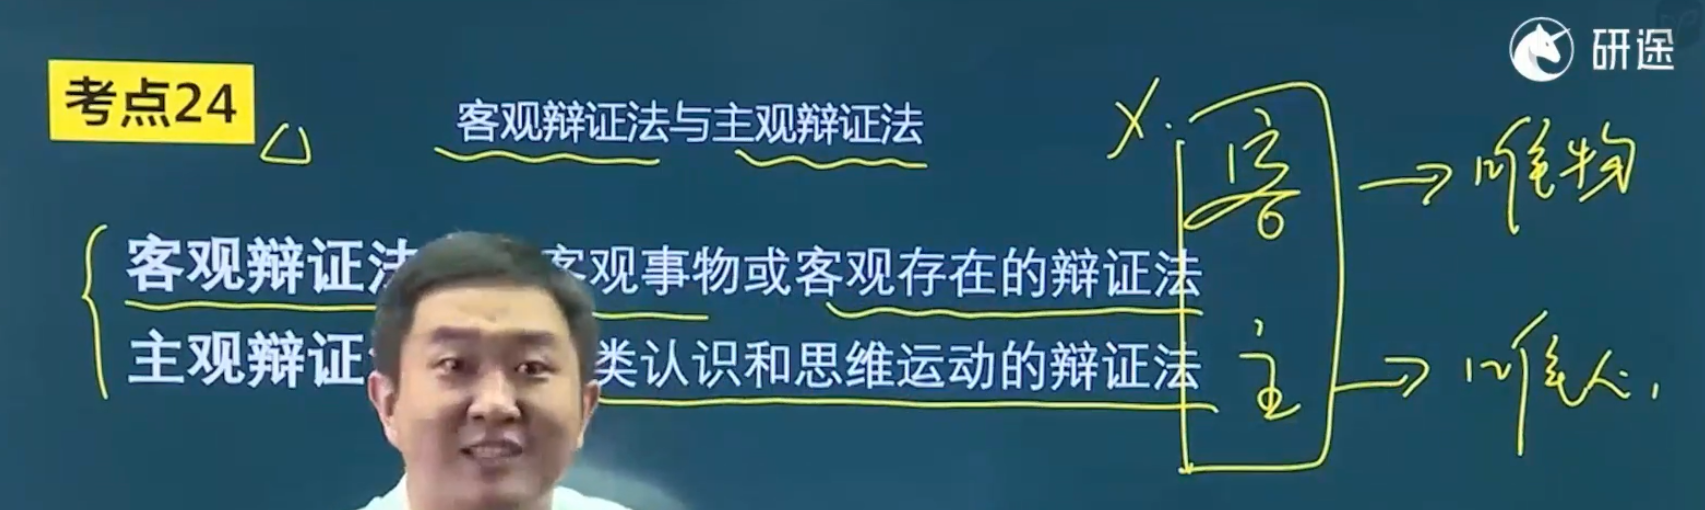 研途
考点24
客观辩证法与主观辩证法
客观辩证法 客观事物或客观存在的辩证法
主观辩证 类认识和思维运动的辩证法
客 → 唯物
主 → 唯心